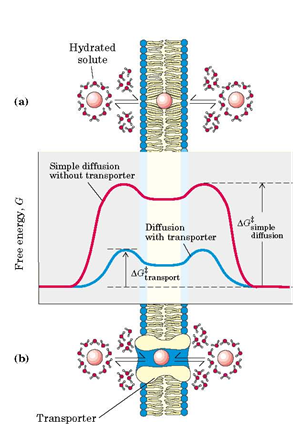 Hydrated
solute
(a)
Simple diffusion
without transporter
Diffusion
with transporter
ΔG‡simple
diffusion
ΔG‡transport
Free energy, G
(b)
Transporter